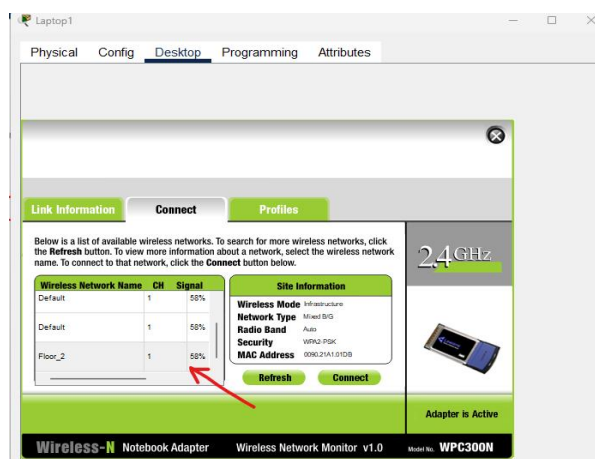 Laptop1
Physical Config Desktop Programming Attributes
Link Information Connect Profiles
Below is a list of available wireless networks. To search for more wireless networks, click
the Refresh button. To view more information about a network, select the wireless network
name. To connect to that network, click the Connect button below.
2.4GHz
Wireless Network Name CH Signal
Default 1 58%
Default 1 58%
Floor_2 1 58%
Site Information
Wireless Mode Infrastructure
Network Type Mixed B/G
Radio Band Auto
Security WPA2-PSK
MAC Address 0090.21A1.01DB
Refresh Connect
Adapter is Active
Wireless-N Notebook Adapter Wireless Network Monitor v1.0 Model No. WPC300N